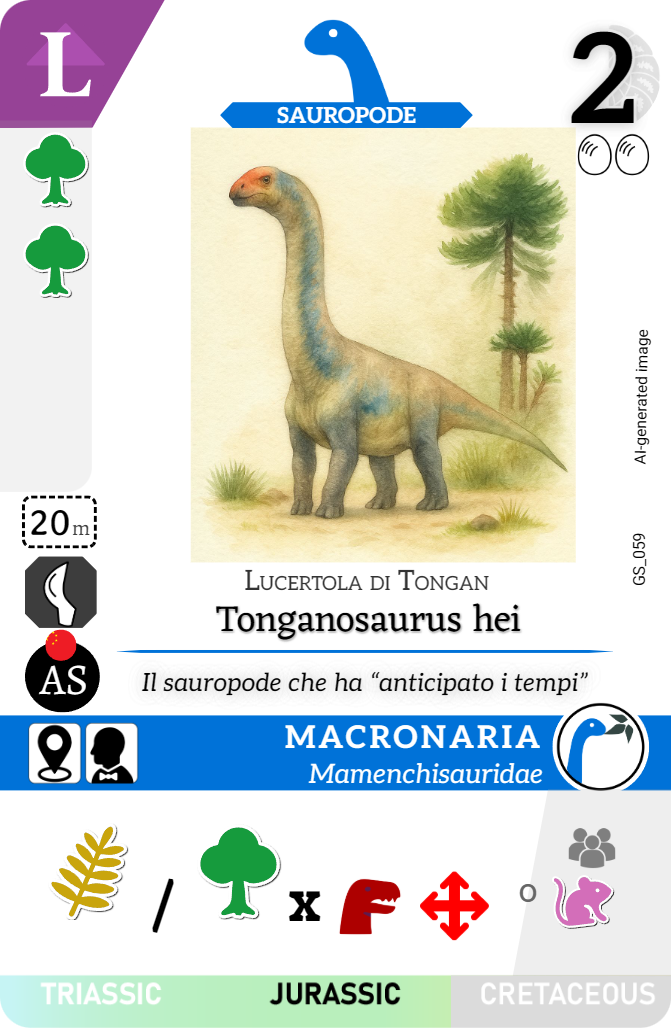 L
SAUROPODE
2
20 m
AI-generated image
GS_059
LUCERTOLA DI TONGAN
Tonganosaurus hei
AS
Il sauropode che ha “anticipato i tempi”
MACRONARIA
Mamenchisauridae
/ x o
TRIASSIC JURASSIC CRETACEOUS